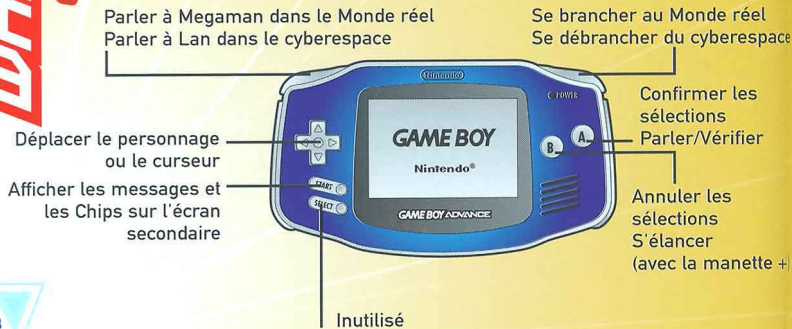 Parler à Megaman dans le Monde réel
Parler à Lan dans le cyberespace
Se brancher au Monde réel
Se débrancher du cyberespace
Nintendo
POWER
Confirmer les
sélections
Parler/Vérifier
Déplacer le personnage
ou le curseur
GAME BOY
Nintendo®
A
B
Afficher les messages et
les Chips sur l'écran
secondaire
START
SELECT
GAME BOY ADVANCE
Annuler les
sélections
S'élancer
(avec la manette +
Inutilisé